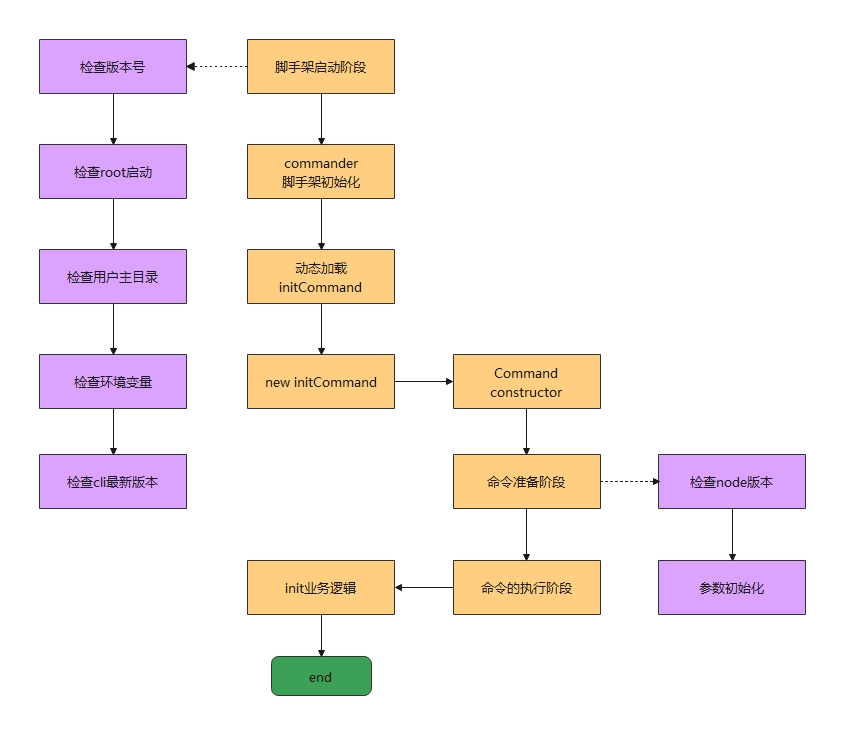 检查版本号
脚手架启动阶段
检查root启动
commander
脚手架初始化
检查用户主目录
动态加载
initCommand
检查环境变量
new initCommand
Command
constructor
检查cli最新版本
命令准备阶段
检查node版本
init业务逻辑
命令的执行阶段
参数初始化
end